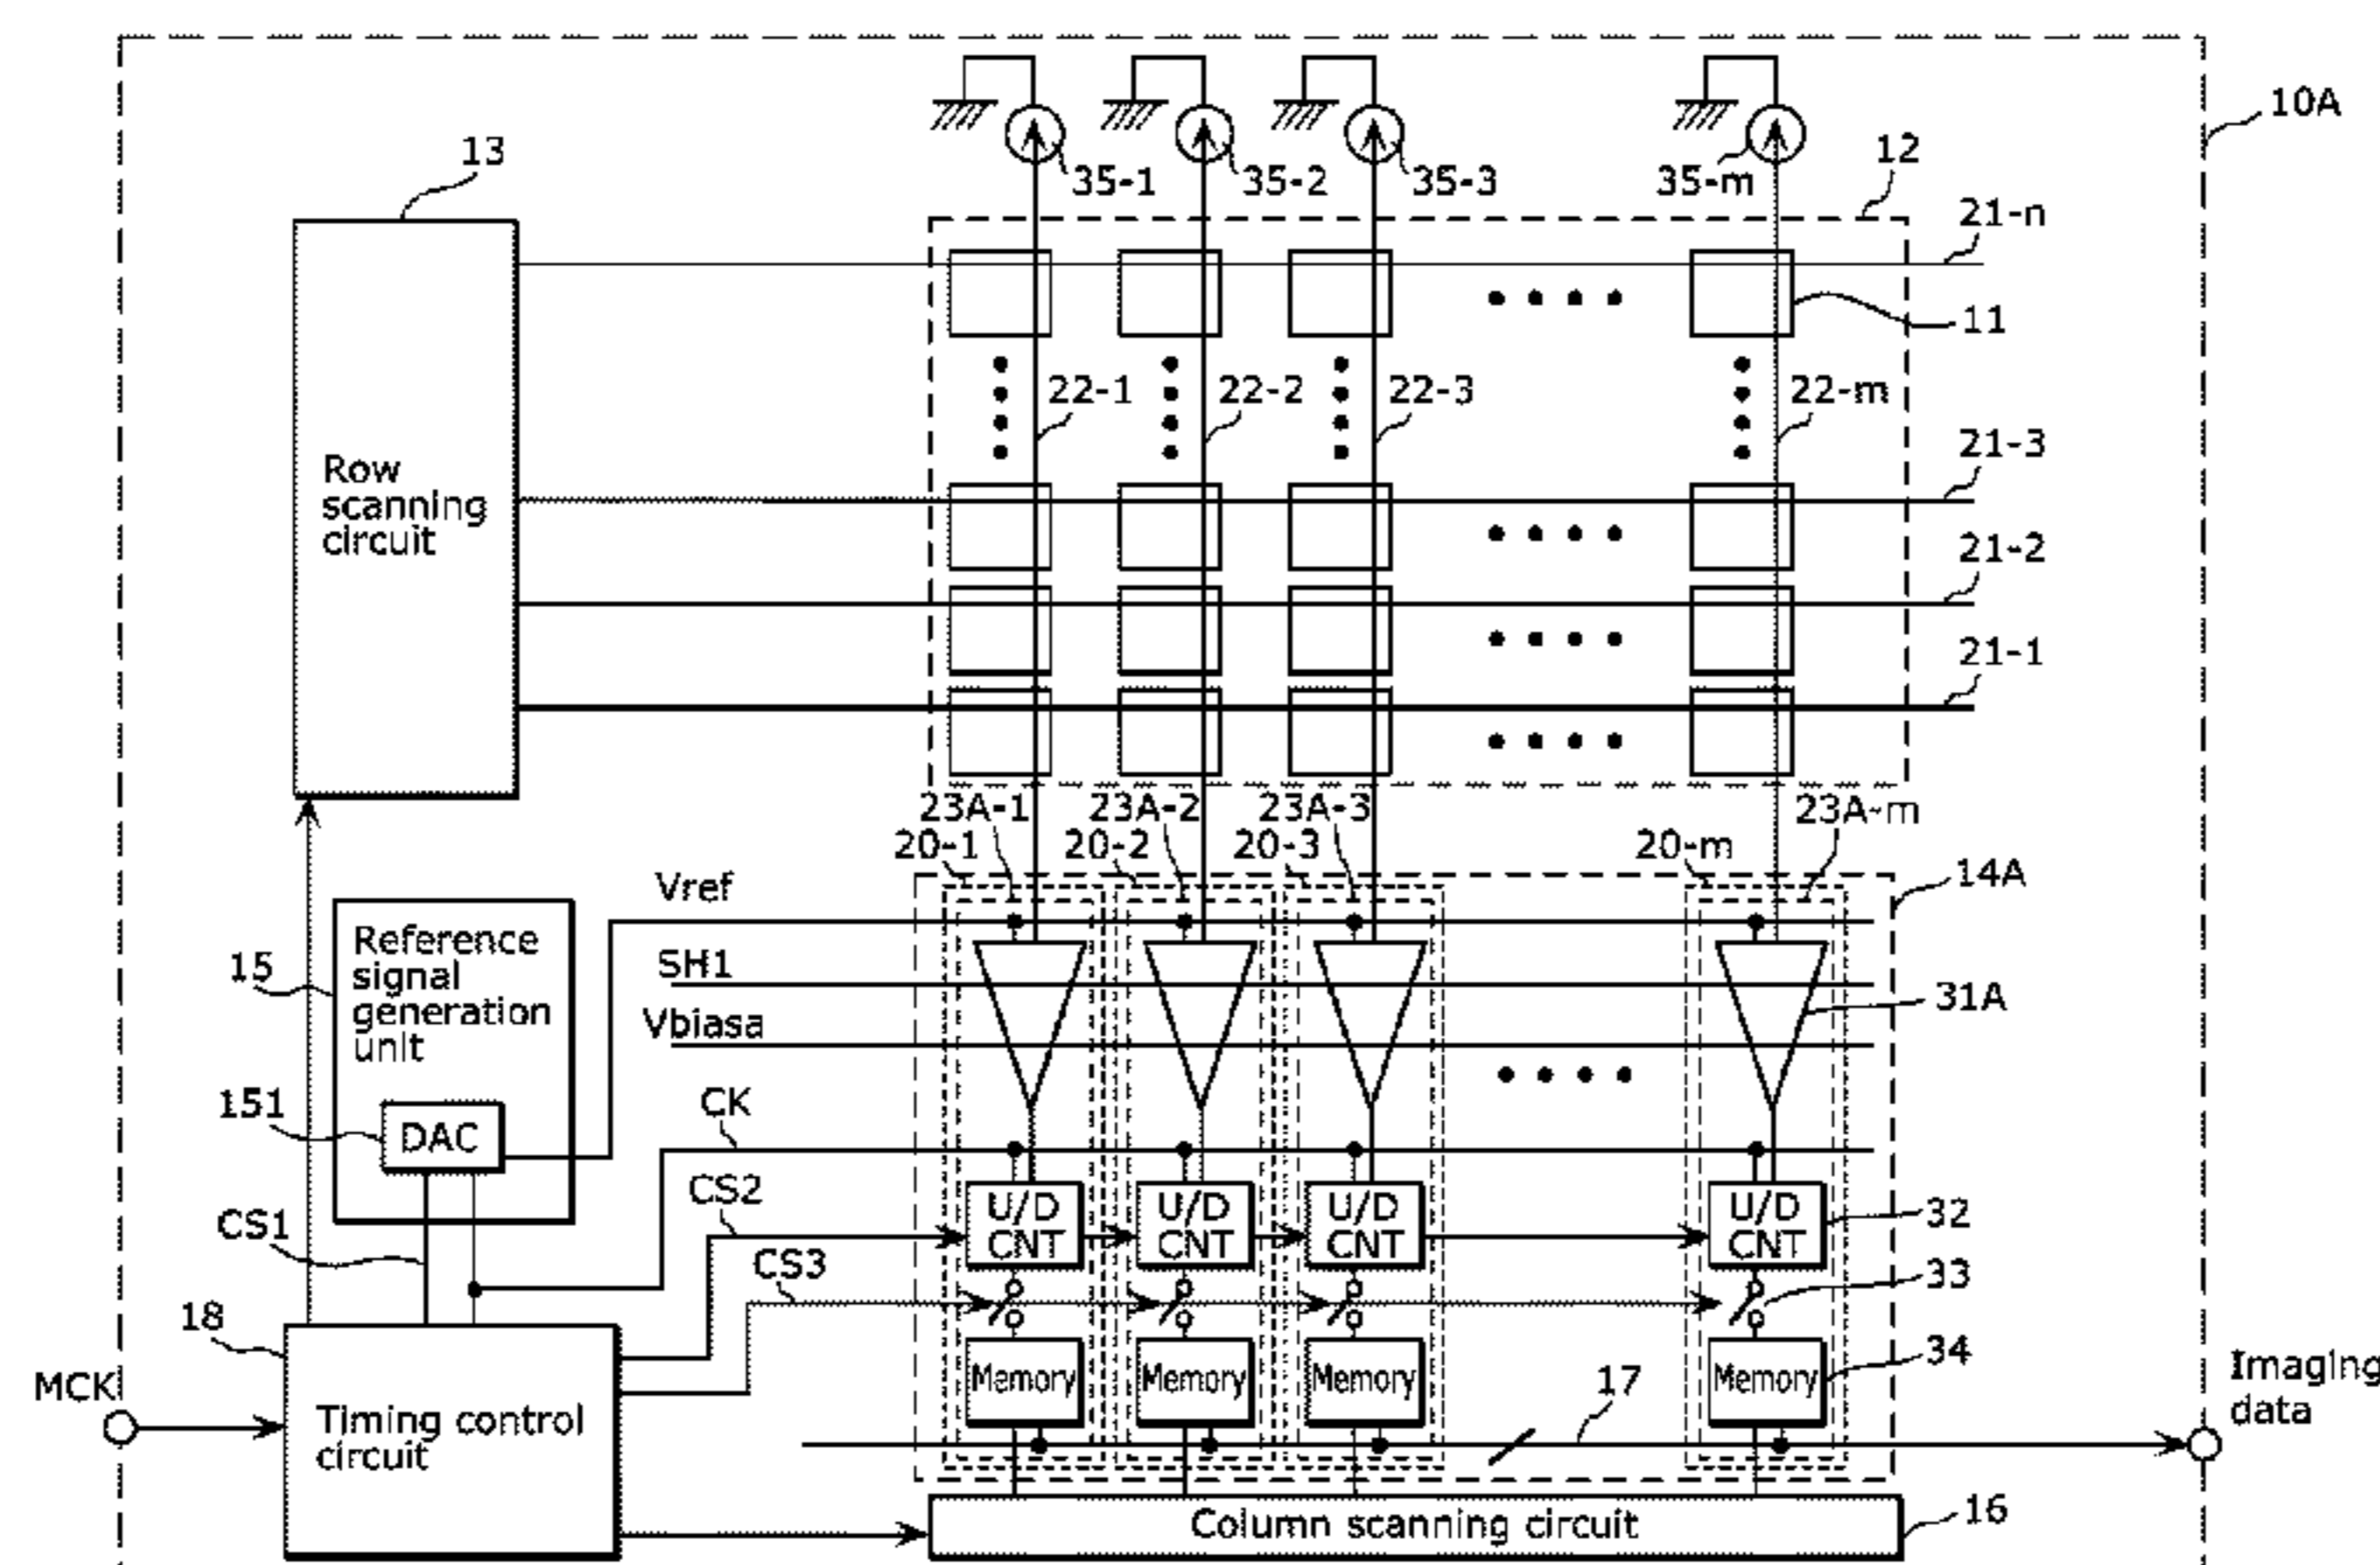 10A
13
12
35-1
35-2
35-3
35-m
21-n
11
22-1
22-2
22-3
22-m
21-3
Row
scanning
circuit
21-2
21-1
23A-1
23A-2
23A-3
23A-m
20-1
20-2
20-3
20-m
14A
Vref
Reference
signal
generation
unit
15
SH1
31A
Vbiasa
151
DAC
CK
CS2
U/D
CNT
U/D
CNT
U/D
CNT
U/D
CNT
32
CS1
CS3
33
18
Memory
Memory
Memory
Memory
34
MCK
17
Imaging
data
Timing control
circuit
Column scanning circuit
16